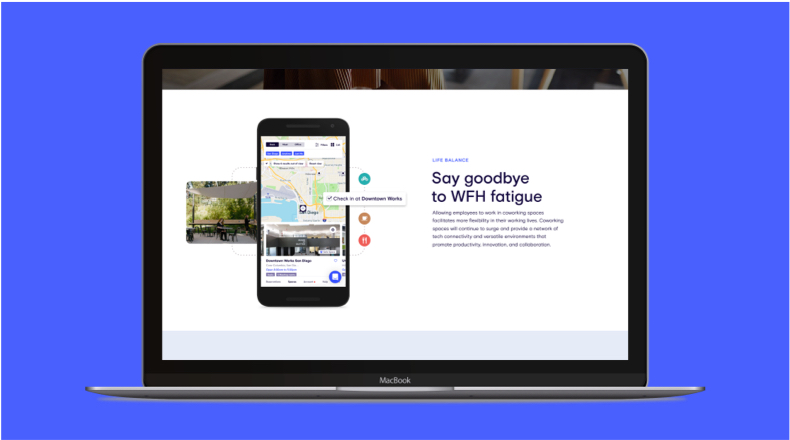 LIFE BALANCE
Say goodbye
to WFH fatigue
Allowing employees to work in coworking spaces
facilitates more flexibility in their working lives. Coworking
spaces will continue to surge and provide a network of
tech connectivity and versatile environments that
promote productivity, innovation, and collaboration.
Check in at Downtown Works
San Diego
Downtown Works San Diego
MacBook